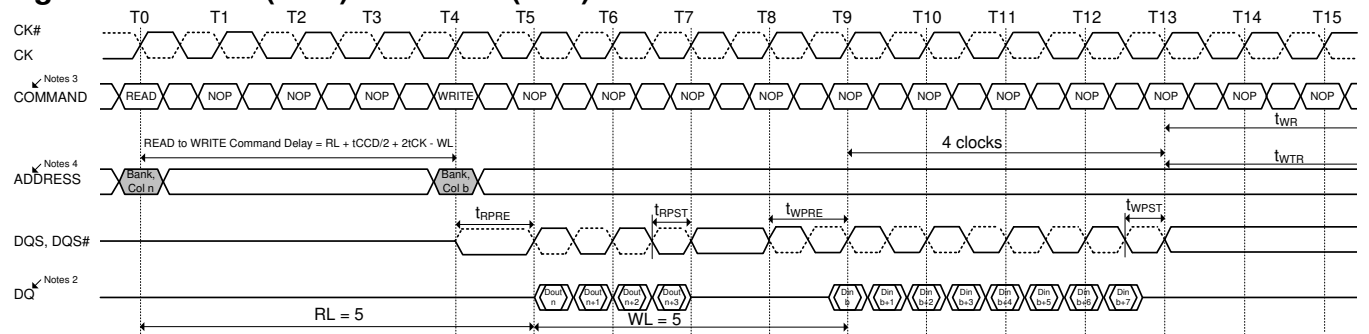 T0 T1 T2 T3 T4 T5 T6 T7 T8 T9 T10 T11 T12 T13 T14 T15
CK#
CK
Notes 3
COMMAND READ NOP NOP NOP WRITE NOP NOP NOP NOP NOP NOP NOP NOP NOP NOP NOP
tWR
READ to WRITE Command Delay = RL + tCCD/2 + 2tCK - WL
4 clocks
tWTR
Notes 4
ADDRESS
Bank, Col n
Bank, Col b
tRPRE tRPST tWPRE tWPST
DQS, DQS#
Notes 2
DQ
Dout n
Dout n+1
Dout n+2
Dout n+3
Din b
Din b+1
Din b+2
Din b+3
Din b+4
Din b+5
Din b+6
Din b+7
RL = 5
WL = 5